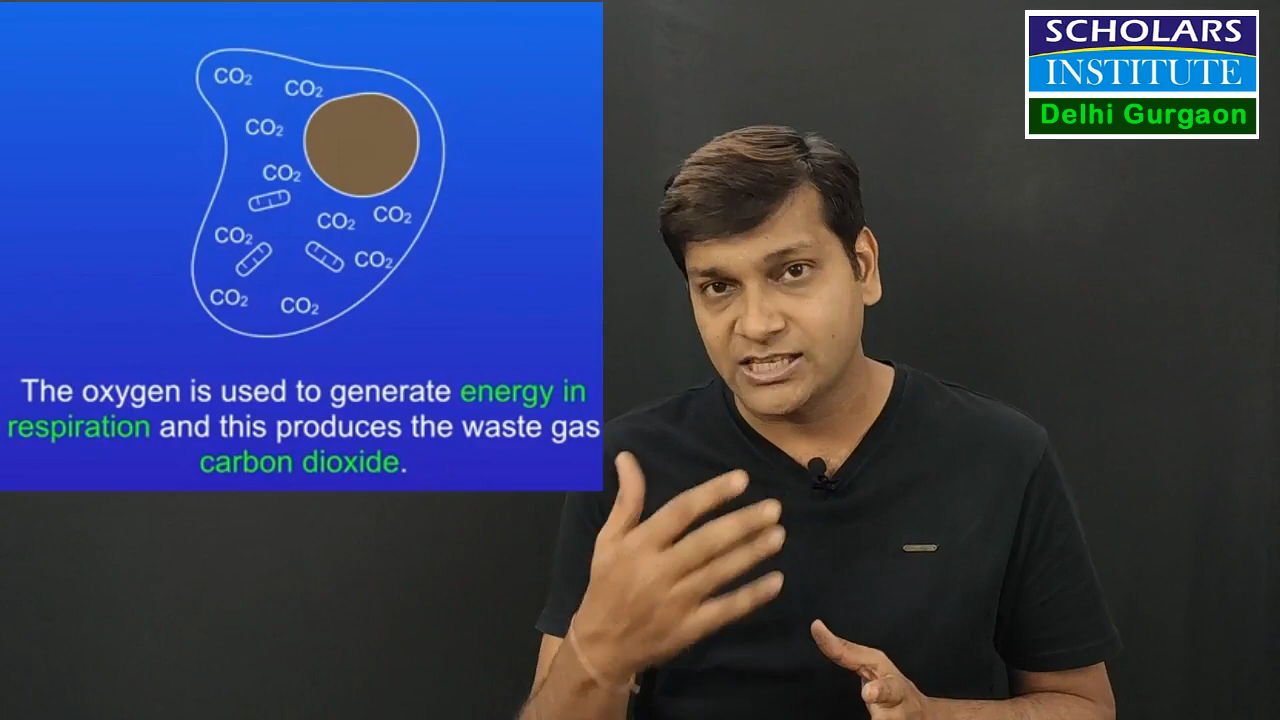 CO₂
CO₂
CO₂
CO₂
CO₂
CO₂
CO₂
CO₂
CO₂
CO₂
The oxygen is used to generate energy in
respiration and this produces the waste gas
carbon dioxide.
SCHOLARS
INSTITUTE
Delhi Gurgaon